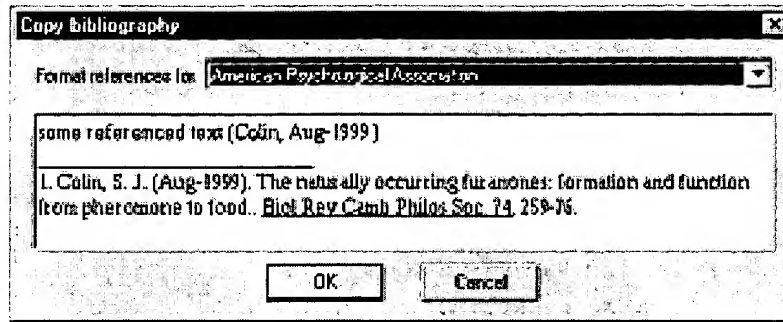 Copy bibliography
Format references for American Psychological Association
some referenced text (Colin, Aug-1999)
1. Colin, S. J. (Aug-1999). The naturally occurring furanones: formation and function
from pheromone to food.. Biol Rev Camb Philos Soc, 74, 259-76.
OK Cancel